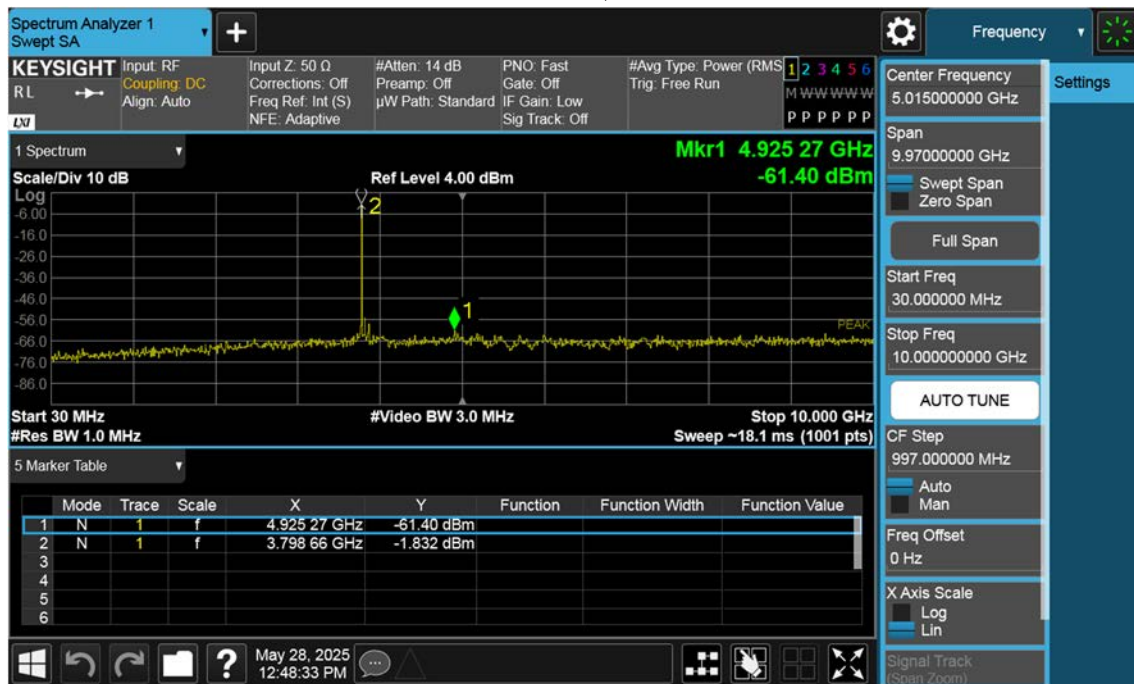 Spectrum Analyzer 1
Swept SA
Frequency
KEYSIGHT
RL
LXI
Input: RF
Coupling: DC
Align: Auto
Input Z: 50 Ω
Corrections: Off
Freq Ref: Int (S)
NFE: Adaptive
#Atten: 14 dB
Preamp: Off
µW Path: Standard
PNO: Fast
Gate: Off
IF Gain: Low
Sig Track: Off
#Avg Type: Power (RMS
Trig: Free Run
1 2 3 4 5 6
M W W W W W
P P P P P P
1 Spectrum
Mkr1 4.925 27 GHz
-61.40 dBm
Scale/Div 10 dB
Ref Level 4.00 dBm
Log
-6.00
-16.0
-26.0
-36.0
-46.0
-56.0
-66.0
-76.0
-86.0
2
1
PEAK
Start 30 MHz
#Video BW 3.0 MHz
Stop 10.000 GHz
#Res BW 1.0 MHz
Sweep ~18.1 ms (1001 pts)
5 Marker Table
Mode Trace Scale X Y Function Function Width Function Value
1 N 1 f 4.925 27 GHz -61.40 dBm
2 N 1 f 3.798 66 GHz -1.832 dBm
3
4
5
6
?
May 28, 2025
12:48:33 PM
Center Frequency
5.015000000 GHz
Span
9.97000000 GHz
Swept Span
Zero Span
Full Span
Start Freq
30.000000 MHz
Stop Freq
10.000000000 GHz
AUTO TUNE
CF Step
997.000000 MHz
Auto
Man
Freq Offset
0 Hz
X Axis Scale
Log
Lin
Signal Track
(Span Zoom)
Settings